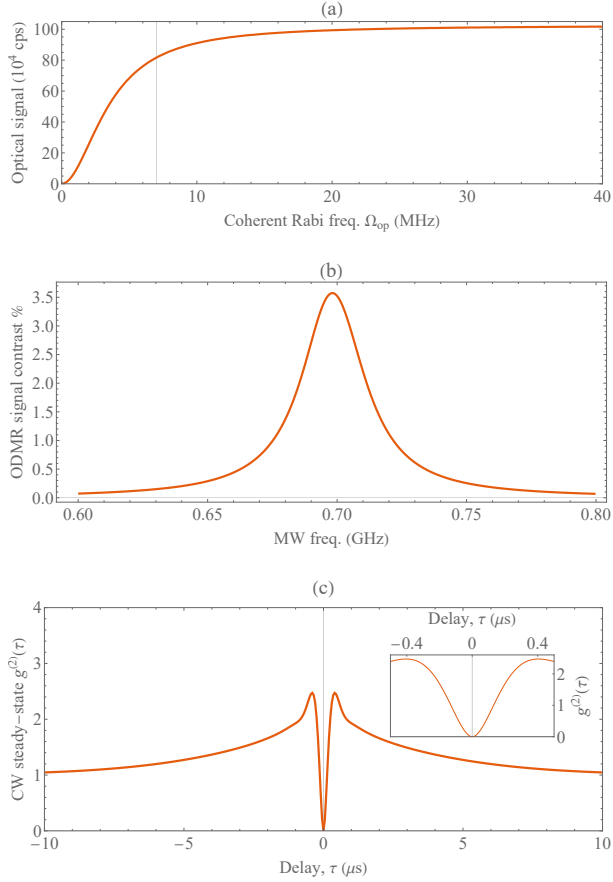 (a)
Optical signal (10⁴ cps)
100
80
60
40
20
0
0 10 20 30 40
Coherent Rabi freq. Ωop (MHz)
(b)
ODMR signal contrast %
3.5
3.0
2.5
2.0
1.5
1.0
0.5
0.0
0.60 0.65 0.70 0.75 0.80
MW freq. (GHz)
(c)
CW steady−state g⁽²⁾(τ)
4
3
2
1
0
−10 −5 0 5 10
Delay, τ (μs)
Delay, τ (μs)
−0.4 0 0.4
2
1
0
g⁽²⁾(τ)